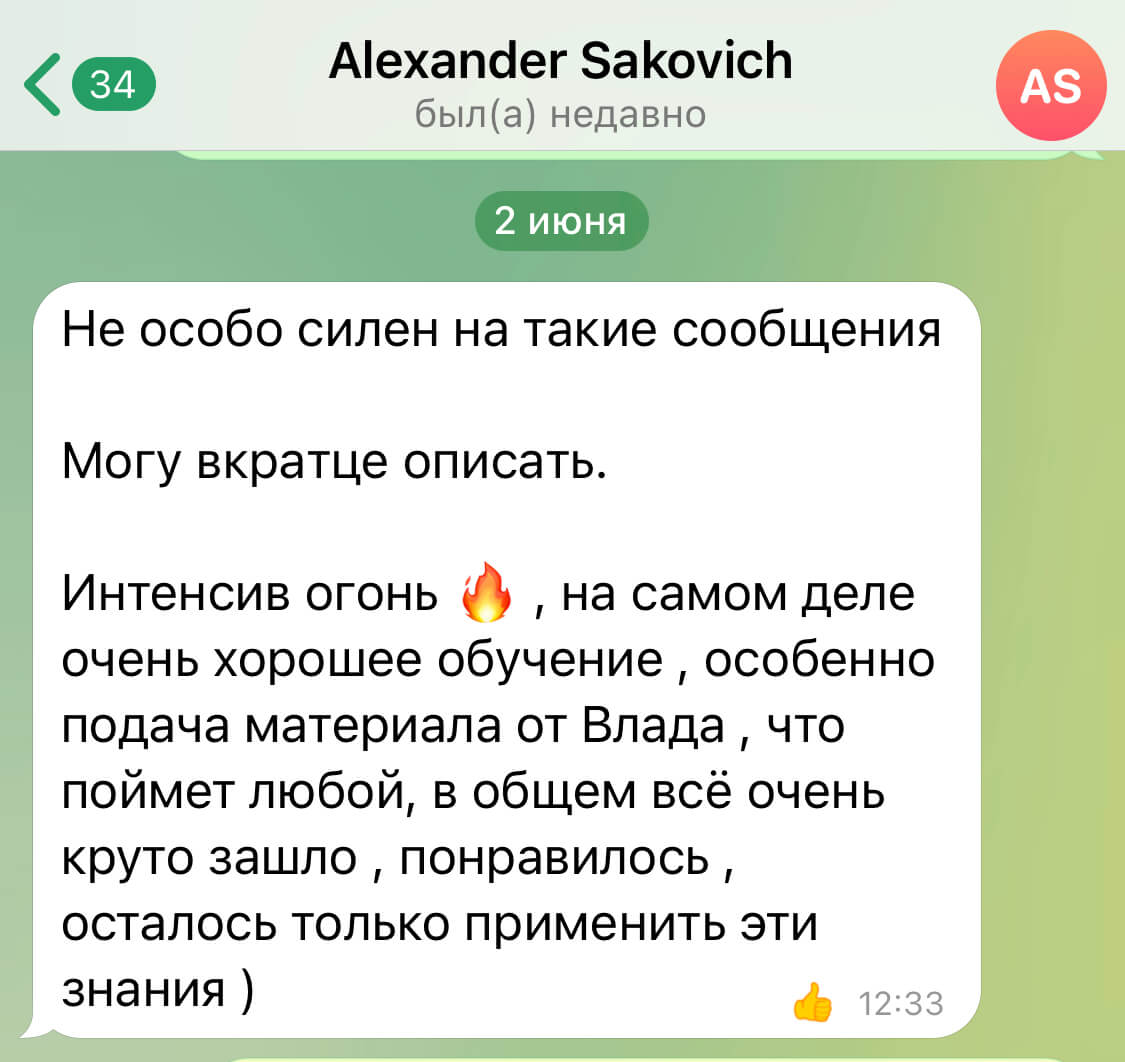 34
Alexander Sakovich
был(а) недавно
AS
2 июня
Не особо силен на такие сообщения
Могу вкратце описать.
Интенсив огонь 🔥 , на самом деле
очень хорошее обучение , особенно
подача материала от Влада , что
поймет любой, в общем всё очень
круто зашло , понравилось ,
осталось только применить эти
знания )
👍 12:33